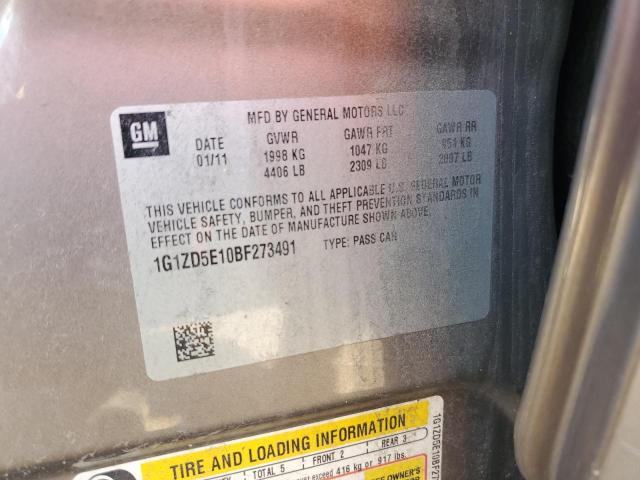 GM
MFD BY GENERAL MOTORS LLC
DATE GVWR GAWR FRT GAWR RR
01/11 1998 KG 1047 KG 951 KG
4406 LB 2309 LB 2097 LB
THIS VEHICLE CONFORMS TO ALL APPLICABLE U.S. FEDERAL MOTOR
VEHICLE SAFETY, BUMPER, AND THEFT PREVENTION STANDARDS IN
EFFECT ON THE DATE OF MANUFACTURE SHOWN ABOVE.
1G1ZD5E10BF273491 TYPE: PASS CAR
TIRE AND LOADING INFORMATION
TOTAL 5 FRONT 2 REAR 3
exceed 416 kg or 917 lbs.
OWNER'S
1G1ZD5E10BF27